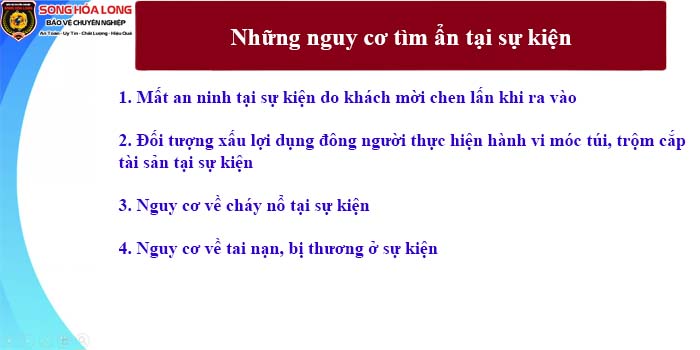 SONG HỎA LONG
BẢO VỆ CHUYÊN NGHIỆP
An Toàn - Uy Tín - Chất Lượng - Hiệu Quả
Những nguy cơ tìm ẩn tại sự kiện
1. Mất an ninh tại sự kiện do khách mời chen lấn khi ra vào
2. Đối tượng xấu lợi dụng đông người thực hiện hành vi móc túi, trộm cắp
tài sản tại sự kiện
3. Nguy cơ về cháy nổ tại sự kiện
4. Nguy cơ về tai nạn, bị thương ở sự kiện